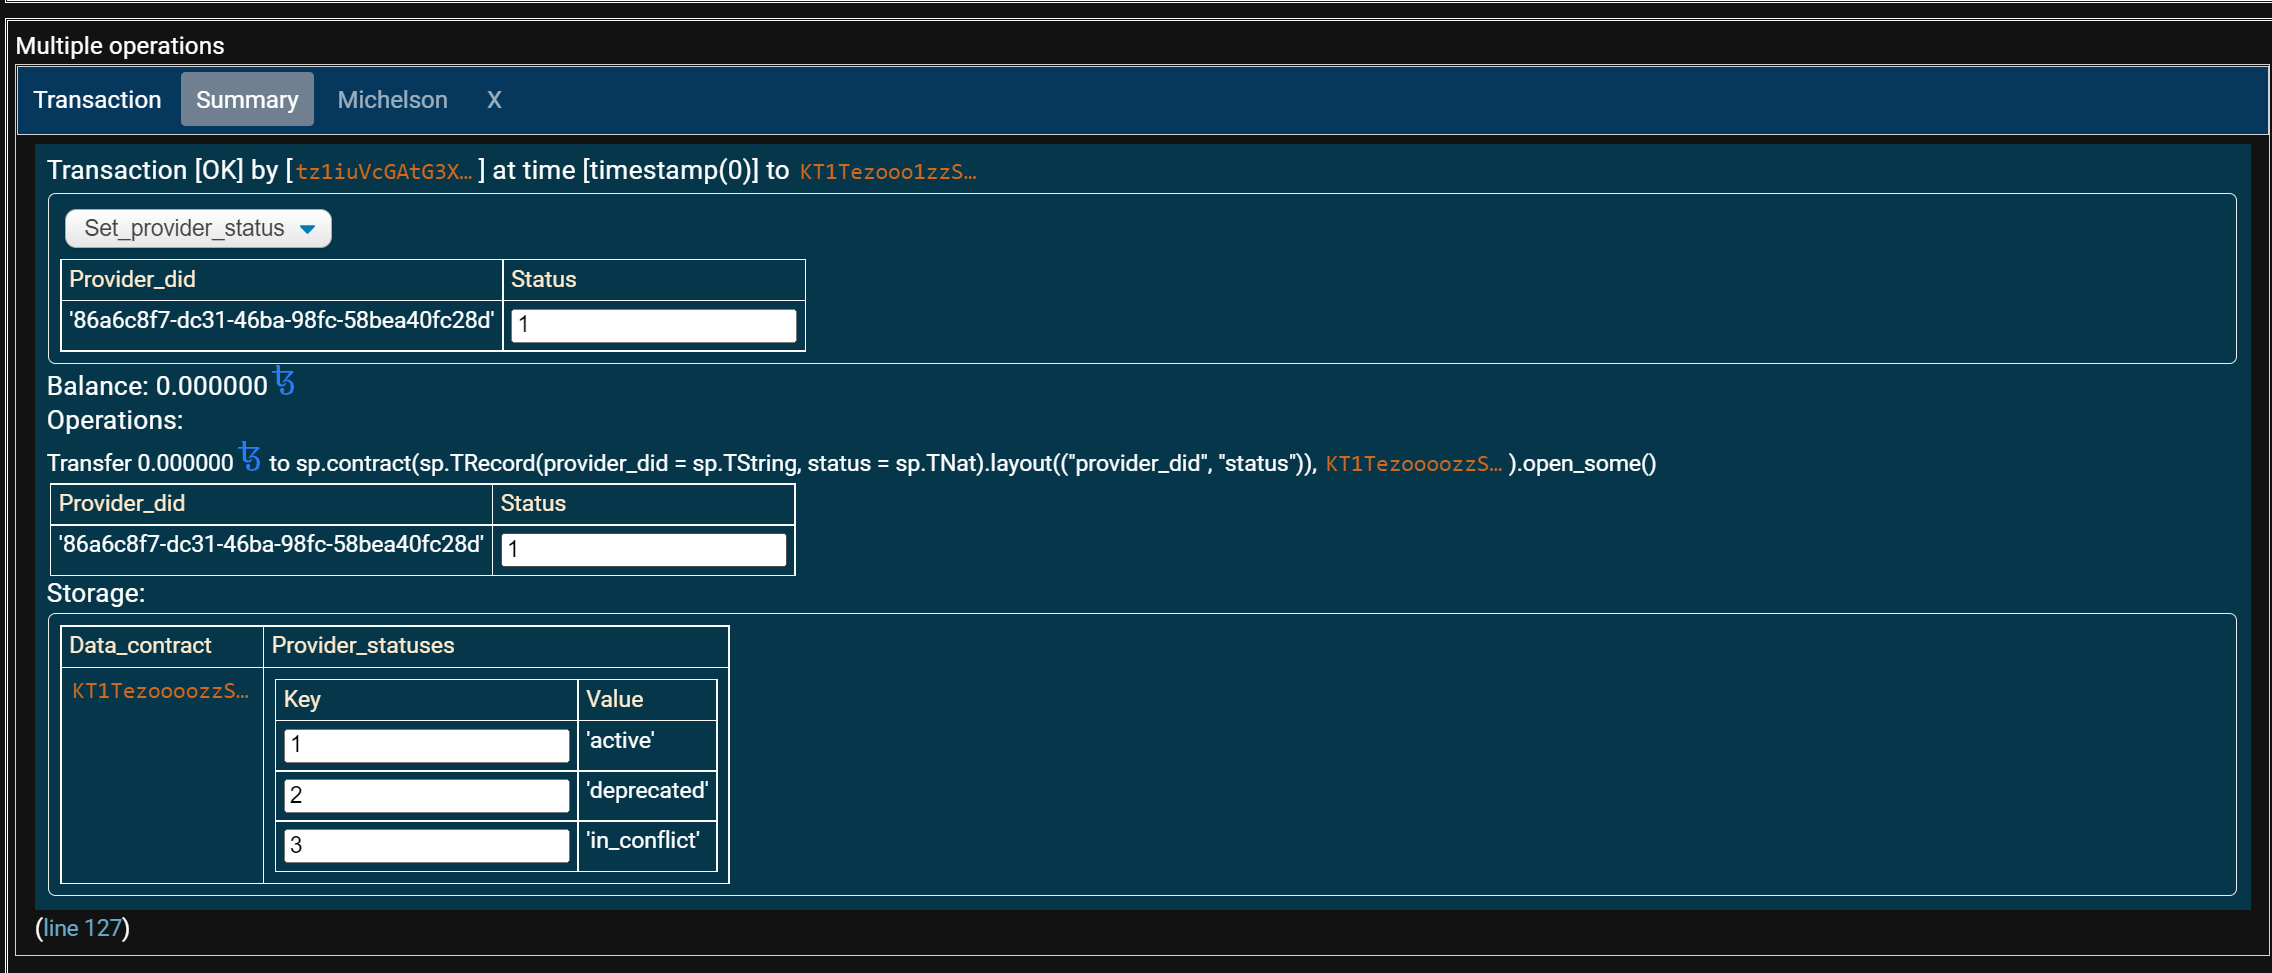 Multiple operations
Transaction Summary Michelson X
Transaction [OK] by [tz1iuVcGAtG3X…] at time [timestamp(0)] to KT1Tezooo1zzS…
Set_provider_status
Provider_did Status
'86a6c8f7-dc31-46ba-98fc-58bea40fc28d' 1
Balance: 0.000000 ꜩ
Operations:
Transfer 0.000000 ꜩ to sp.contract(sp.TRecord(provider_did = sp.TString, status = sp.TNat).layout(("provider_did", "status")), KT1TezoooozzS… ).open_some()
Provider_did Status
'86a6c8f7-dc31-46ba-98fc-58bea40fc28d' 1
Storage:
Data_contract Provider_statuses
KT1TezoooozzS… Key Value
1 'active'
2 'deprecated'
3 'in_conflict'
(line 127)